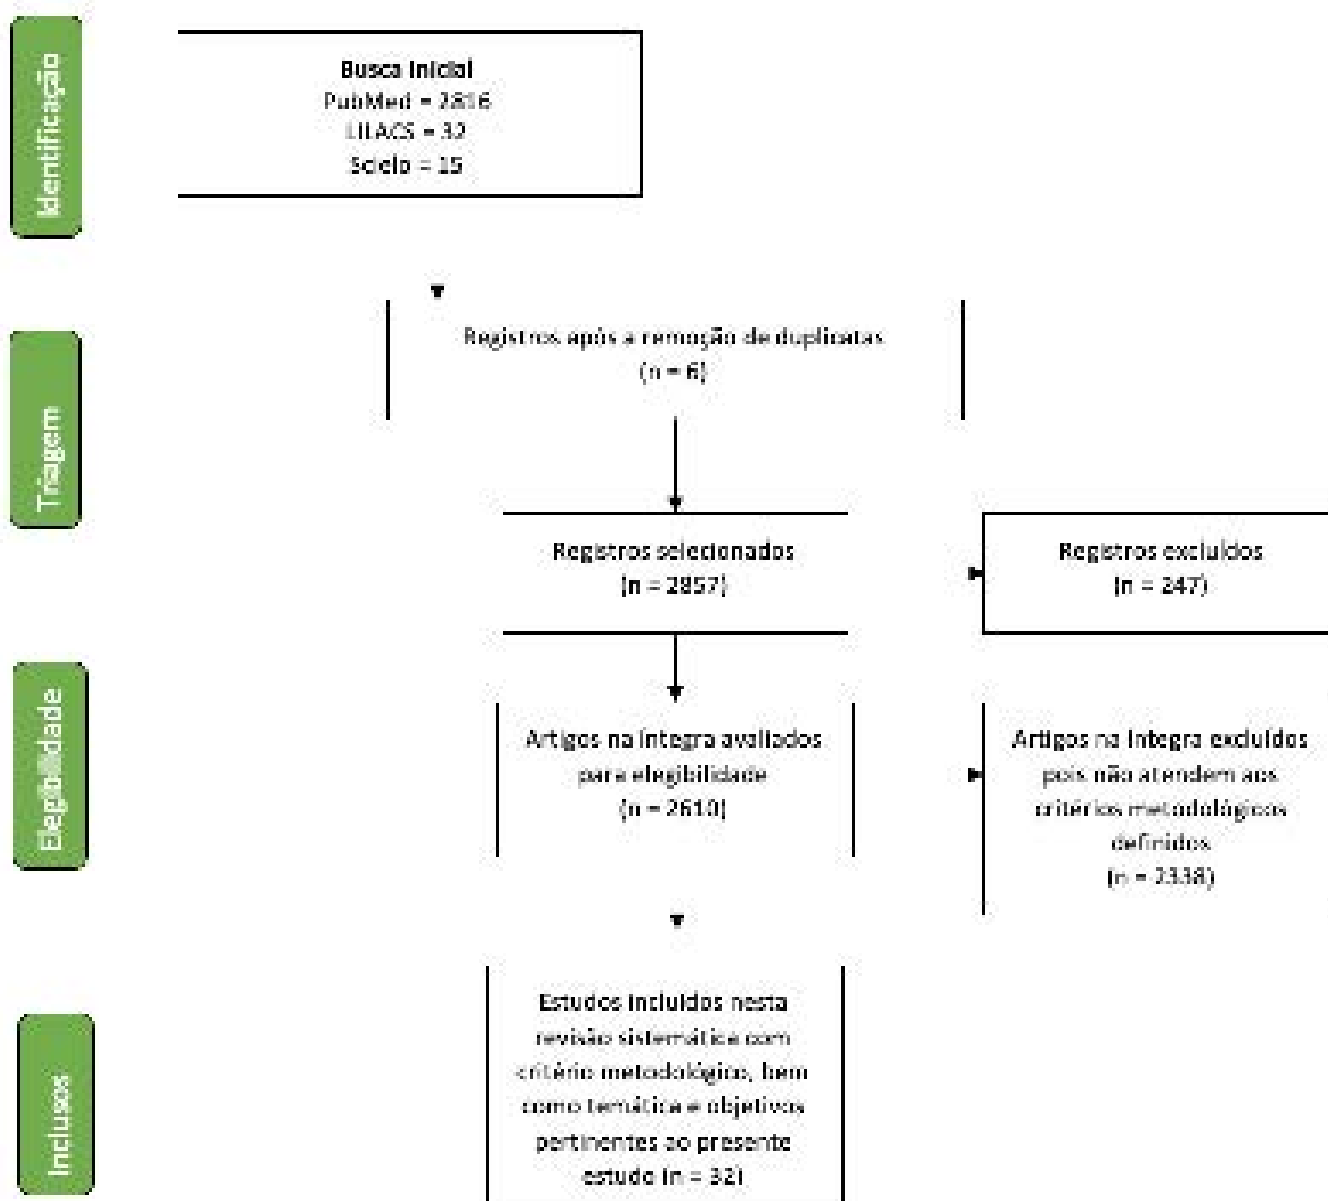 Identificação
Busca Inicial
PubMed = 2816
LILACS = 32
Scielo = 15
Triagem
Registros após a remoção de duplicatas
(n = 6)
Registros selecionados
(n = 2857)
Registros excluídos
(n = 247)
Elegibilidade
Artigos na íntegra avaliados
para elegibilidade
(n = 2610)
Artigos na íntegra excluídos
pois não atendem aos
critérios metodológicos
definidos
(n = 2338)
Inclusos
Estudos incluídos nesta
revisão sistemática com
critério metodológico, bem
como temática e objetivos
pertinentes ao presente
estudo (n = 32)